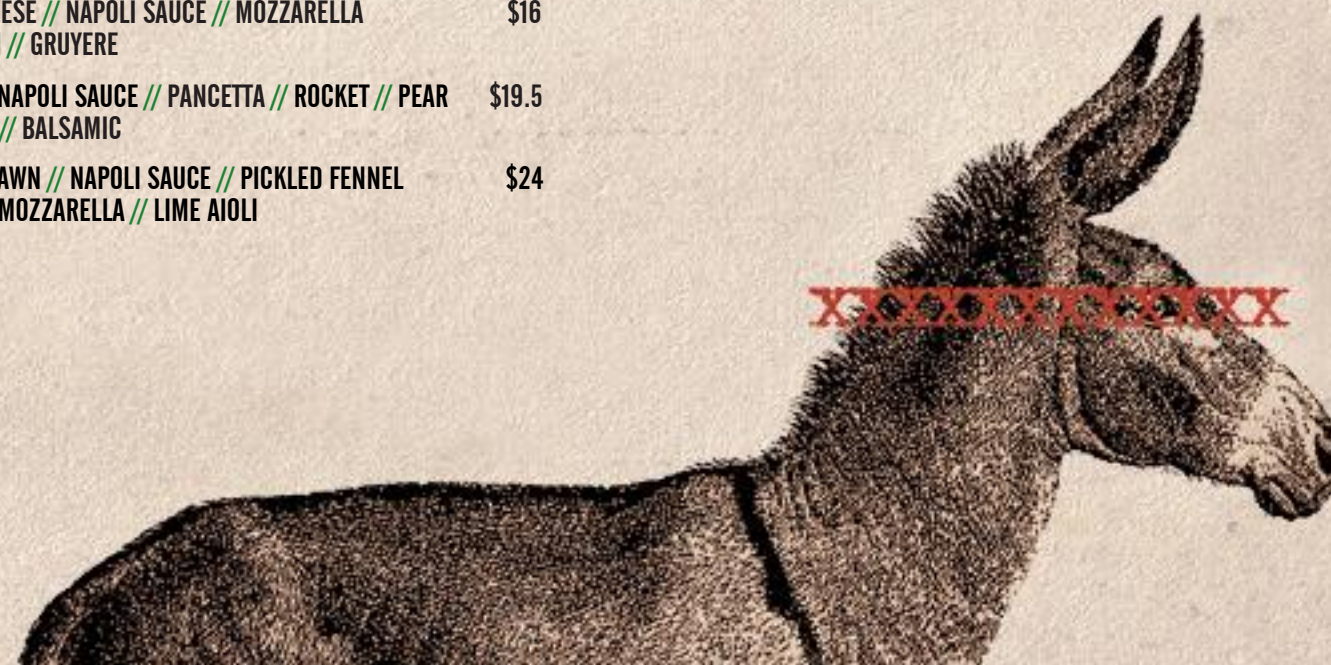 ESE // NAPOLI SAUCE // MOZZARELLA $16
// GRUYERE
NAPOLI SAUCE // PANCETTA // ROCKET // PEAR $19.5
// BALSAMIC
AWN // NAPOLI SAUCE // PICKLED FENNEL $24
MOZZARELLA // LIME AIOLI
XXXXXXXXXXXX